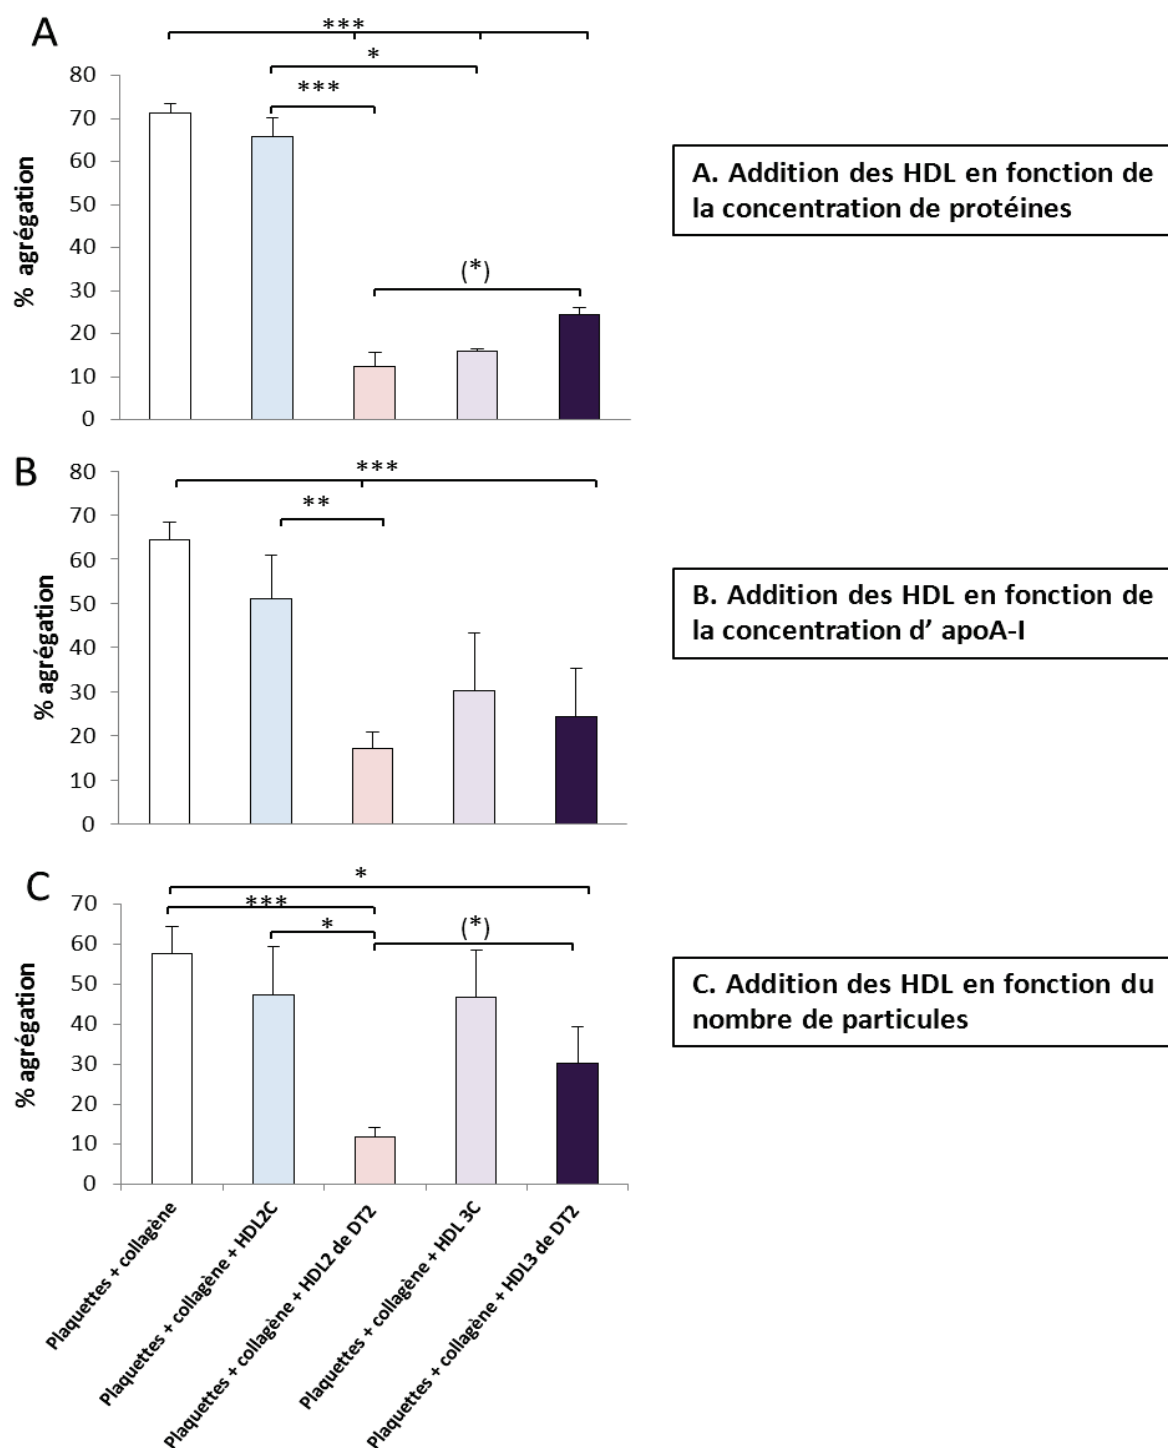 A
***
*
***
80
70
60
50
40
30
20
10
0
% agrégation
(*)
A. Addition des HDL en fonction de
la concentration de protéines
B
***
**
80
70
60
50
40
30
20
10
0
% agrégation
B. Addition des HDL en fonction de
la concentration d' apoA-I
C
*
***
*
(*)
70
60
50
40
30
20
10
0
% agrégation
C. Addition des HDL en fonction du
nombre de particules
Plaquettes + collagène
Plaquettes + collagène + HDL2C
Plaquettes + collagène + HDL2 de DT2
Plaquettes + collagène + HDL 3C
Plaquettes + collagène + HDL3 de DT2